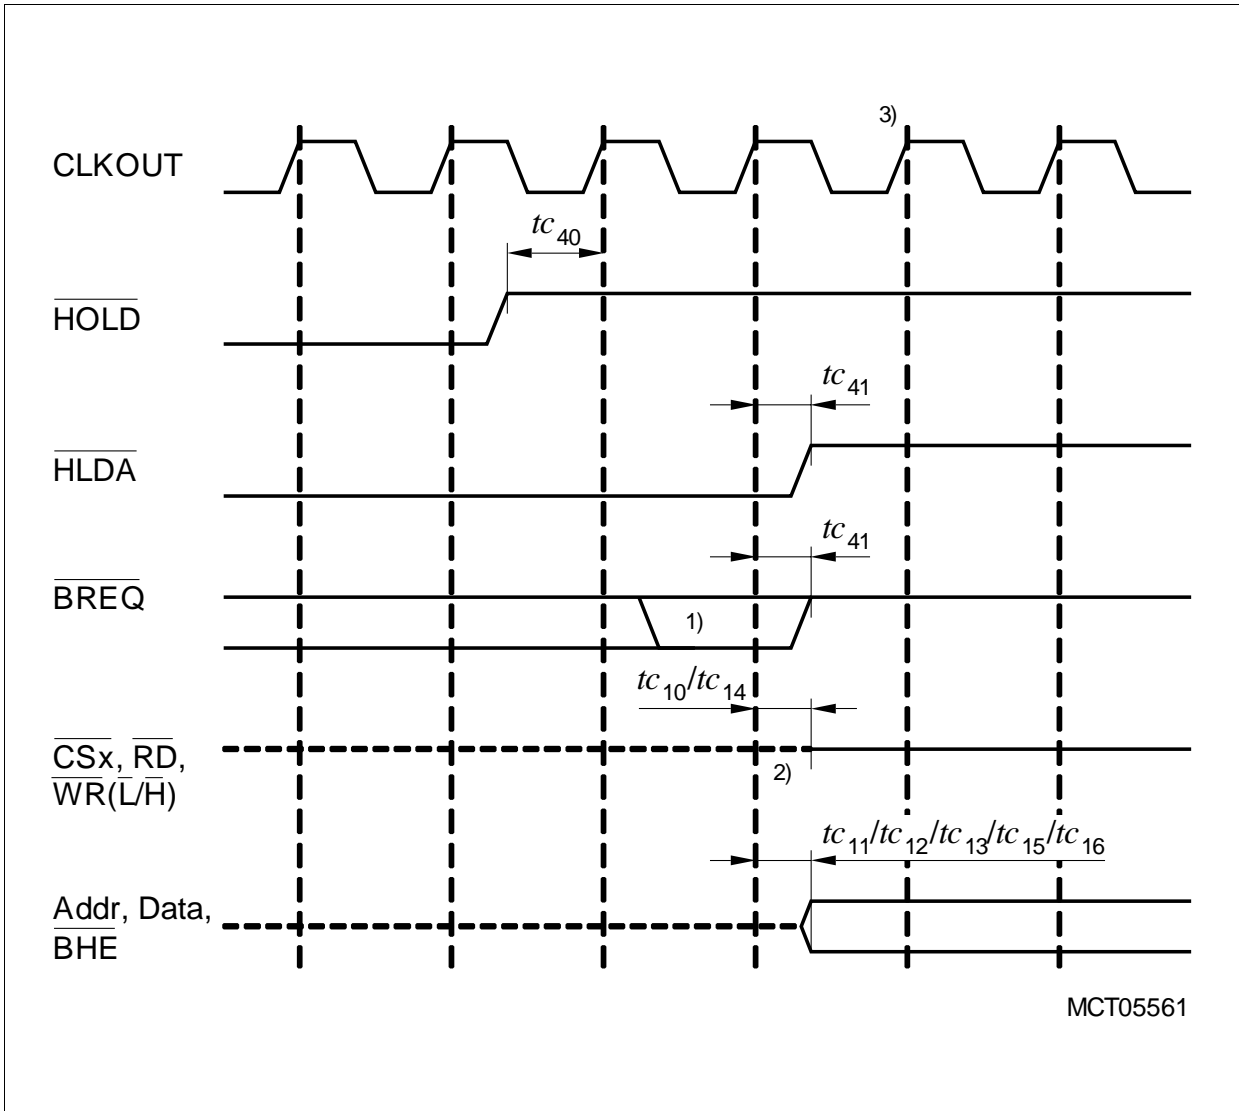 3)
CLKOUT
tc40
HOLD
tc41
HLDA
tc41
BREQ
1)
tc10/tc14
CSx, RD,
WR(L/H)
2)
tc11/tc12/tc13/tc15/tc16
Addr, Data,
BHE
MCT05561